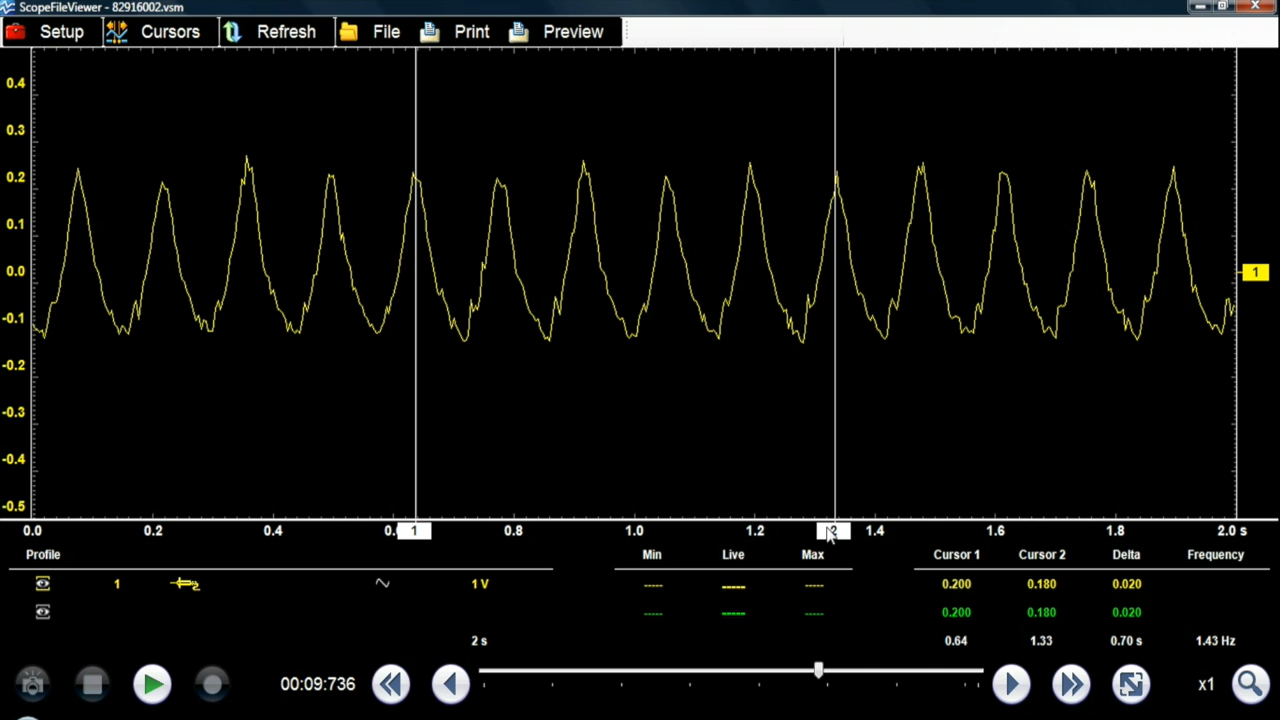 ScopeFileViewer - 82916002.vsm
Setup Cursors Refresh File Print Preview
0.4
0.3
0.2
0.1
0.0
1
-0.1
-0.2
-0.3
-0.4
-0.5
0.0 0.2 0.4 0. 1 0.8 1.0 1.2 2 1.4 1.6 1.8 2.0 s
Profile Min Live Max Cursor 1 Cursor 2 Delta Frequency
1 1 V ----- ----- ----- 0.200 0.180 0.020
----- ----- ----- 0.200 0.180 0.020
2 s 0.64 1.33 0.70 s 1.43 Hz
00:09:736 x1